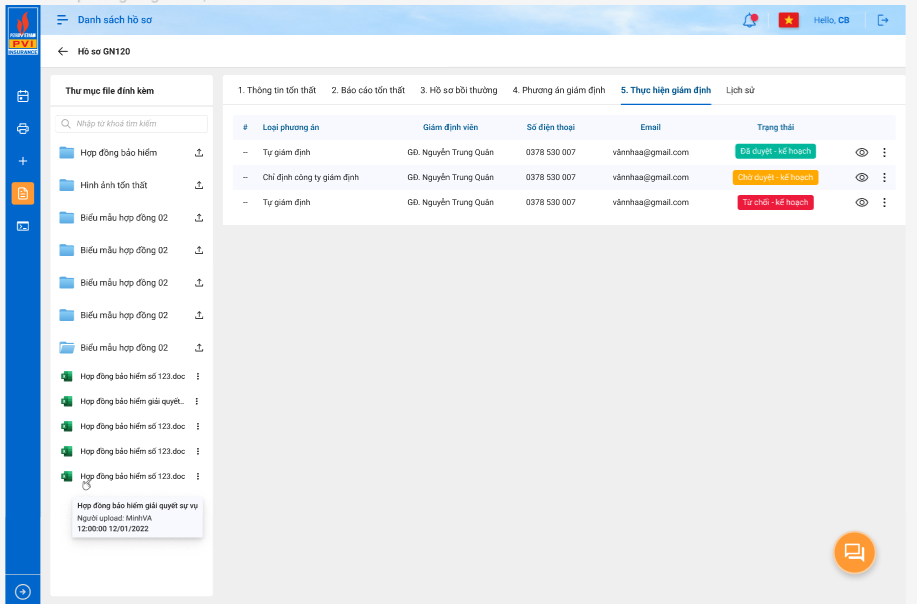 Danh sách hồ sơ
Hello, CB
PETROVIETNAM
PVI
INSURANCE
Hồ sơ GN120
Thư mục file đính kèm
Nhập từ khoá tìm kiếm
Hợp đồng bảo hiểm
Hình ảnh tổn thất
Biểu mẫu hợp đồng 02
Biểu mẫu hợp đồng 02
Biểu mẫu hợp đồng 02
Biểu mẫu hợp đồng 02
Biểu mẫu hợp đồng 02
Hợp đồng bảo hiểm số 123.doc
Hợp đồng bảo hiểm giải quyết..
Hợp đồng bảo hiểm số 123.doc
Hợp đồng bảo hiểm số 123.doc
Hợp đồng bảo hiểm số 123.doc
Hợp đồng bảo hiểm giải quyết sự vụ
Người upload: MinhVA
12:00:00 12/01/2022
1. Thông tin tổn thất 2. Báo cáo tổn thất 3. Hồ sơ bồi thường 4. Phương án giám định 5. Thực hiện giám định Lịch sử
# Loại phương án Giám định viên Số điện thoại Email Trạng thái
-- Tự giám định GĐ. Nguyễn Trung Quân 0378 530 007 vânnhaa@gmail.com Đã duyệt - kế hoạch
-- Chỉ định công ty giám định GĐ. Nguyễn Trung Quân 0378 530 007 vânnhaa@gmail.com Chờ duyệt - kế hoạch
-- Tự giám định GĐ. Nguyễn Trung Quân 0378 530 007 vânnhaa@gmail.com Từ chối - kế hoạch